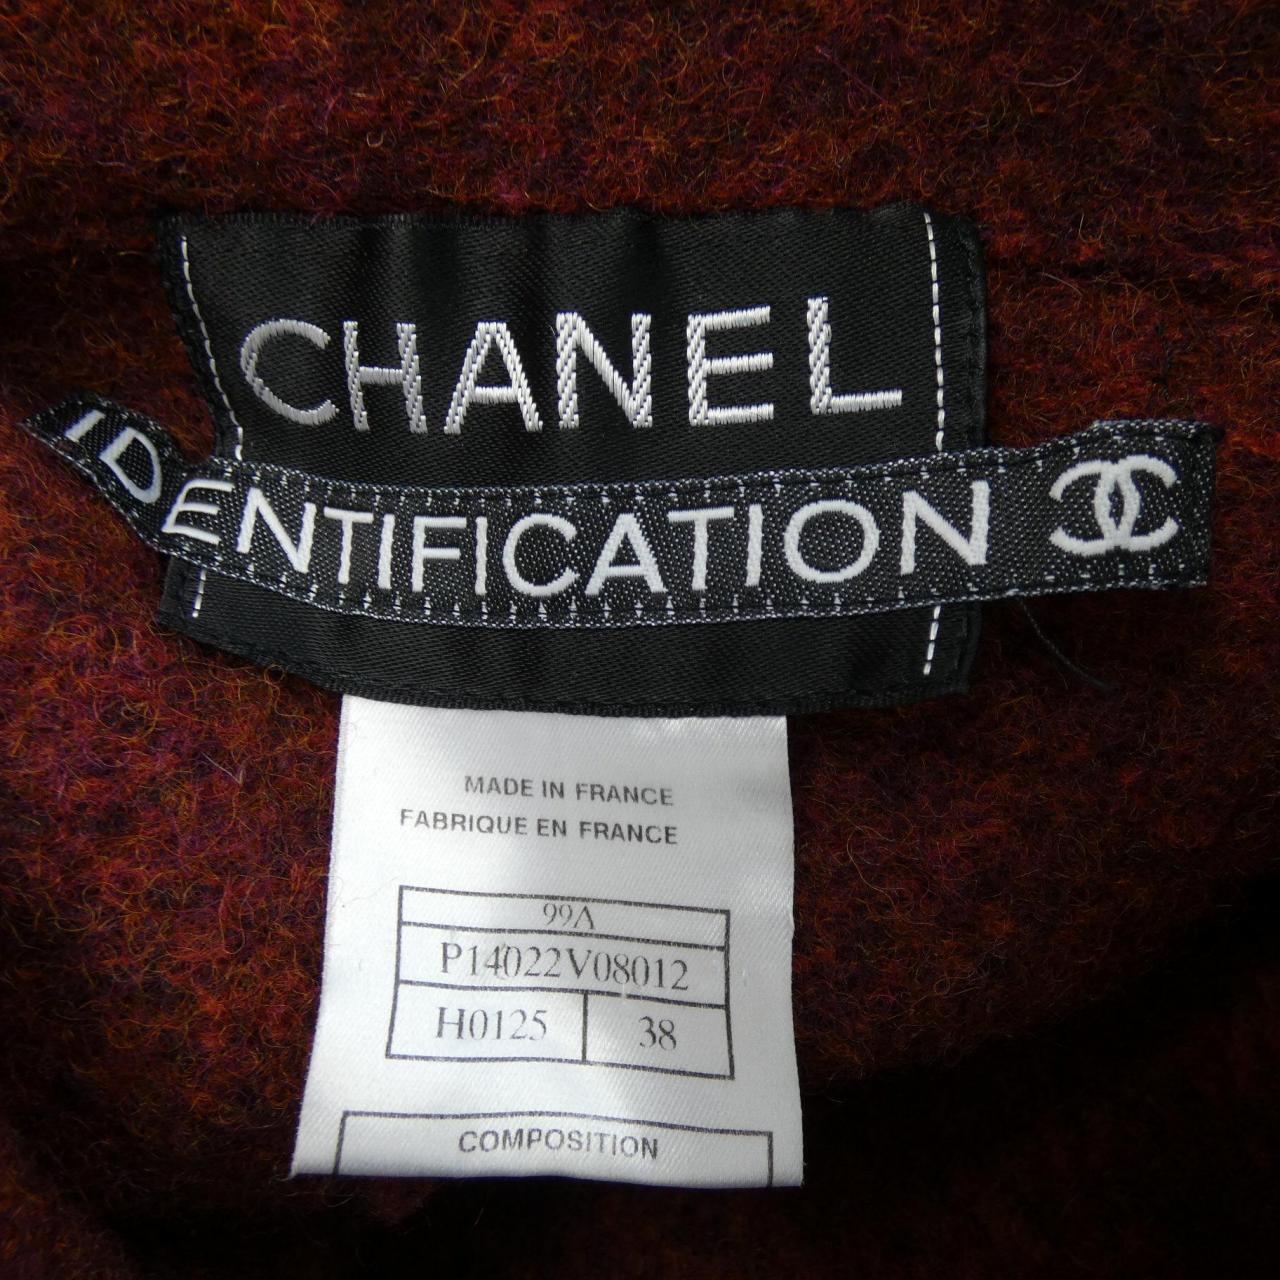 CHANEL
IDENTIFICATION
MADE IN FRANCE
FABRIQUE EN FRANCE
99A
P14022V08012
H0125 38
COMPOSITION